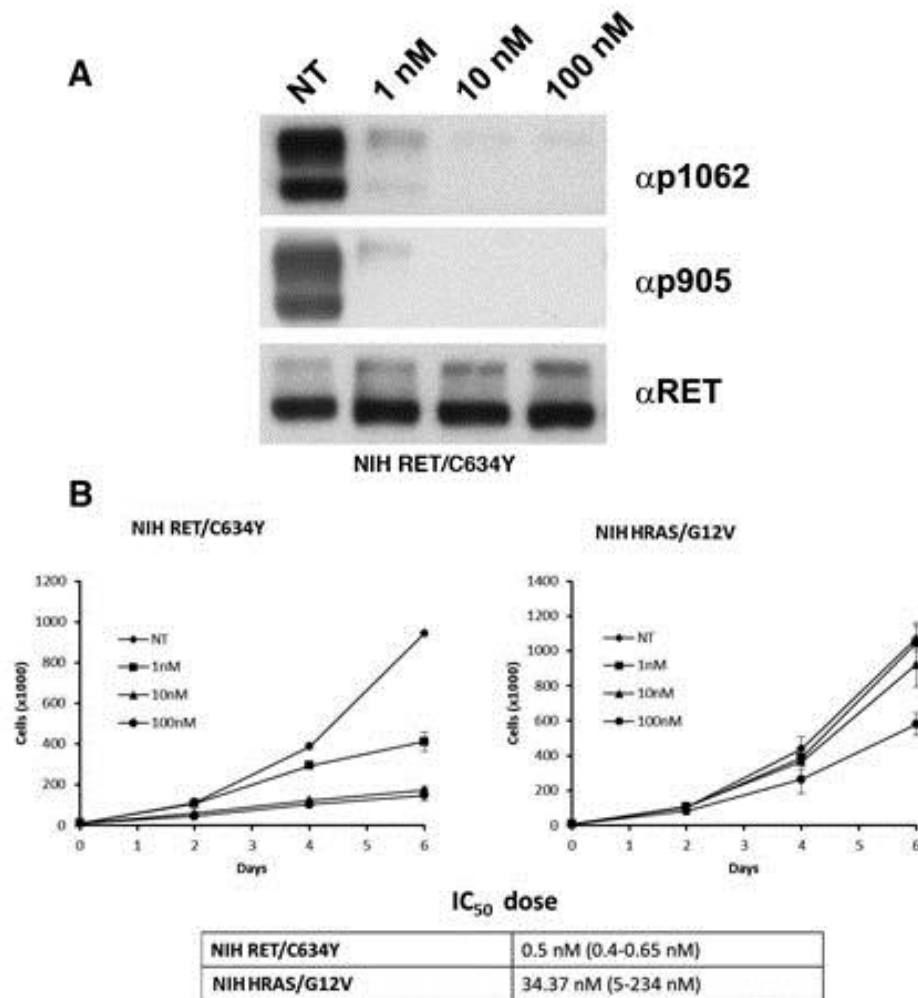 A
NT 1 nM 10 nM 100 nM
αp1062
αp905
αRET
NIH RET/C634Y
B
NIH RET/C634Y
1200
1000
800
600
400
200
0
Cells (x1000)
NT
1nM
10nM
100nM
0 1 2 3 4 5 6
Days
NIH HRAS/G12V
1400
1200
1000
800
600
400
200
0
Cells (x1000)
NT
1nM
10nM
100nM
0 1 2 3 4 5 6
Days
IC50 dose
NIH RET/C634Y 0.5 nM (0.4-0.65 nM)
NIH HRAS/G12V 34.37 nM (5-234 nM)